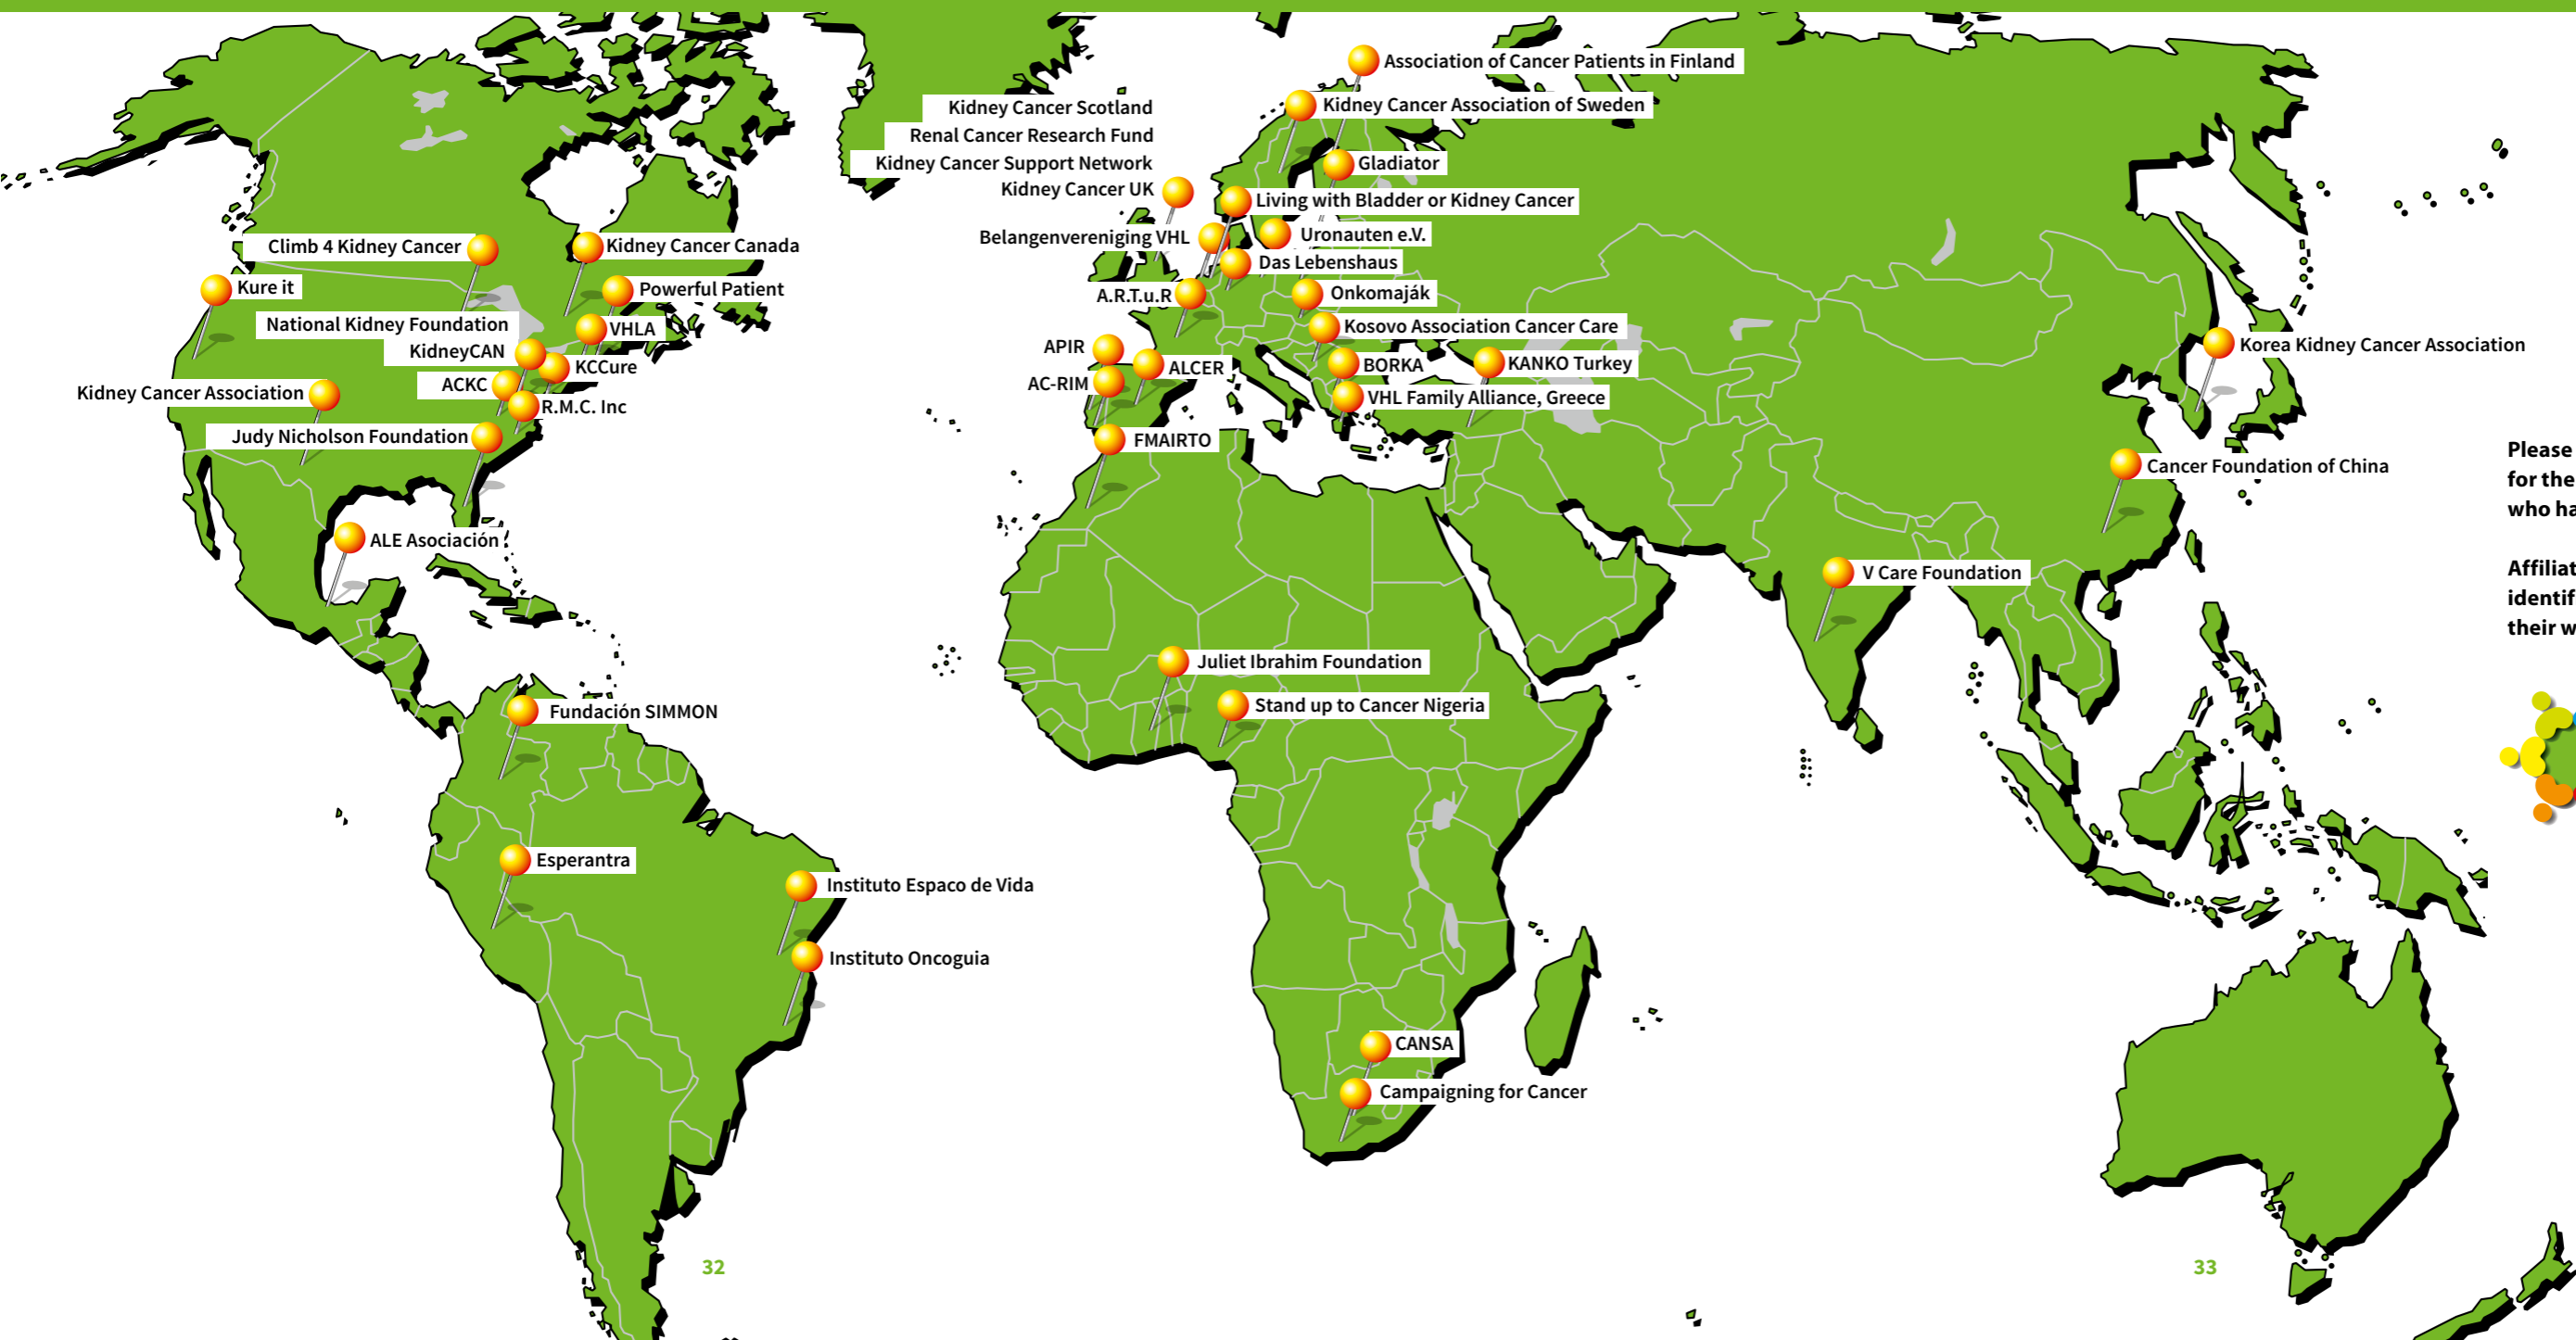 Association of Cancer Patients in Finland
Kidney Cancer Scotland
Kidney Cancer Association of Sweden
Renal Cancer Research Fund
Kidney Cancer Support Network
Gladiator
Kidney Cancer UK
Living with Bladder or Kidney Cancer
Belangenvereniging VHL
Uronauten e.V.
Das Lebenshaus
A.R.T.u.R
Onkomaják
Kosovo Association Cancer Care
APIR
ALCER
BORKA
KANKO Turkey
AC-RIM
VHL Family Alliance, Greece
FMAIRTO
Climb 4 Kidney Cancer
Kidney Cancer Canada
Kure it
Powerful Patient
National Kidney Foundation
VHLA
KidneyCAN
KCCure
Kidney Cancer Association
ACKC
R.M.C. Inc
Judy Nicholson Foundation
ALE Asociación
Fundación SIMMON
Esperantra
Instituto Espaco de Vida
Instituto Oncoguia
Juliet Ibrahim Foundation
Stand up to Cancer Nigeria
CANSA
Campaigning for Cancer
Korea Kidney Cancer Association
Cancer Foundation of China
V Care Foundation
Please
for the
who ha
Affiliat
identif
their w
32
33